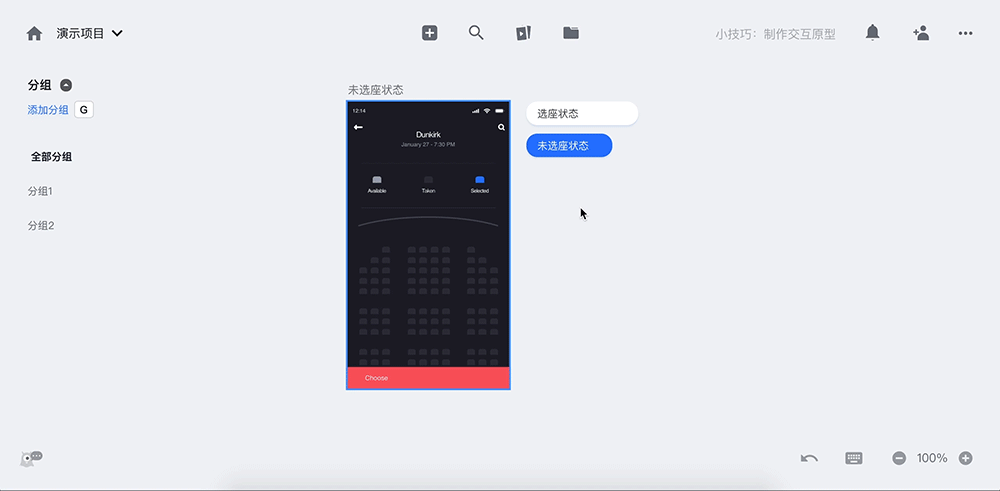 演示项目
小技巧：制作交互原型
分组
添加分组 G
全部分组
分组1
分组2
未选座状态
12:14
Dunkirk
January 27 - 7:30 PM
Available
Taken
Selected
Choose
选座状态
未选座状态
100%